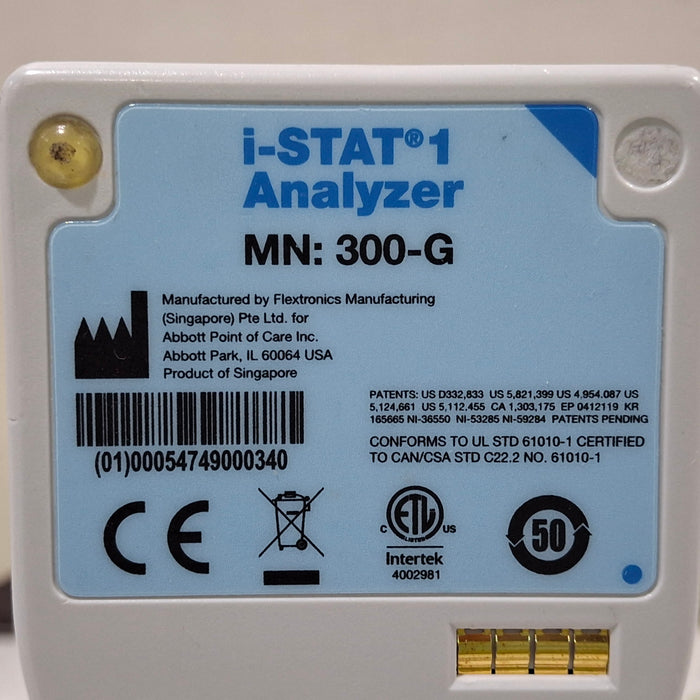 i-STAT®1
Analyzer
MN: 300-G
Manufactured by Flextronics Manufacturing
(Singapore) Pte Ltd. for
Abbott Point of Care Inc.
Abbott Park, IL 60064 USA
Product of Singapore
(01)00054749000340
PATENTS: US D332,833 US 5,821,399 US 4.954.087 US
5,124,661 US 5,112.455 CA 1,303,175 EP 0412119 KR
165665 NI-36550 NI-53285 NI-59284 PATENTS PENDING
CONFORMS TO UL STD 61010-1 CERTIFIED
TO CAN/CSA STD C22.2 NO. 61010-1
CE
C ETL US
LISTED
Intertek
4002981
50